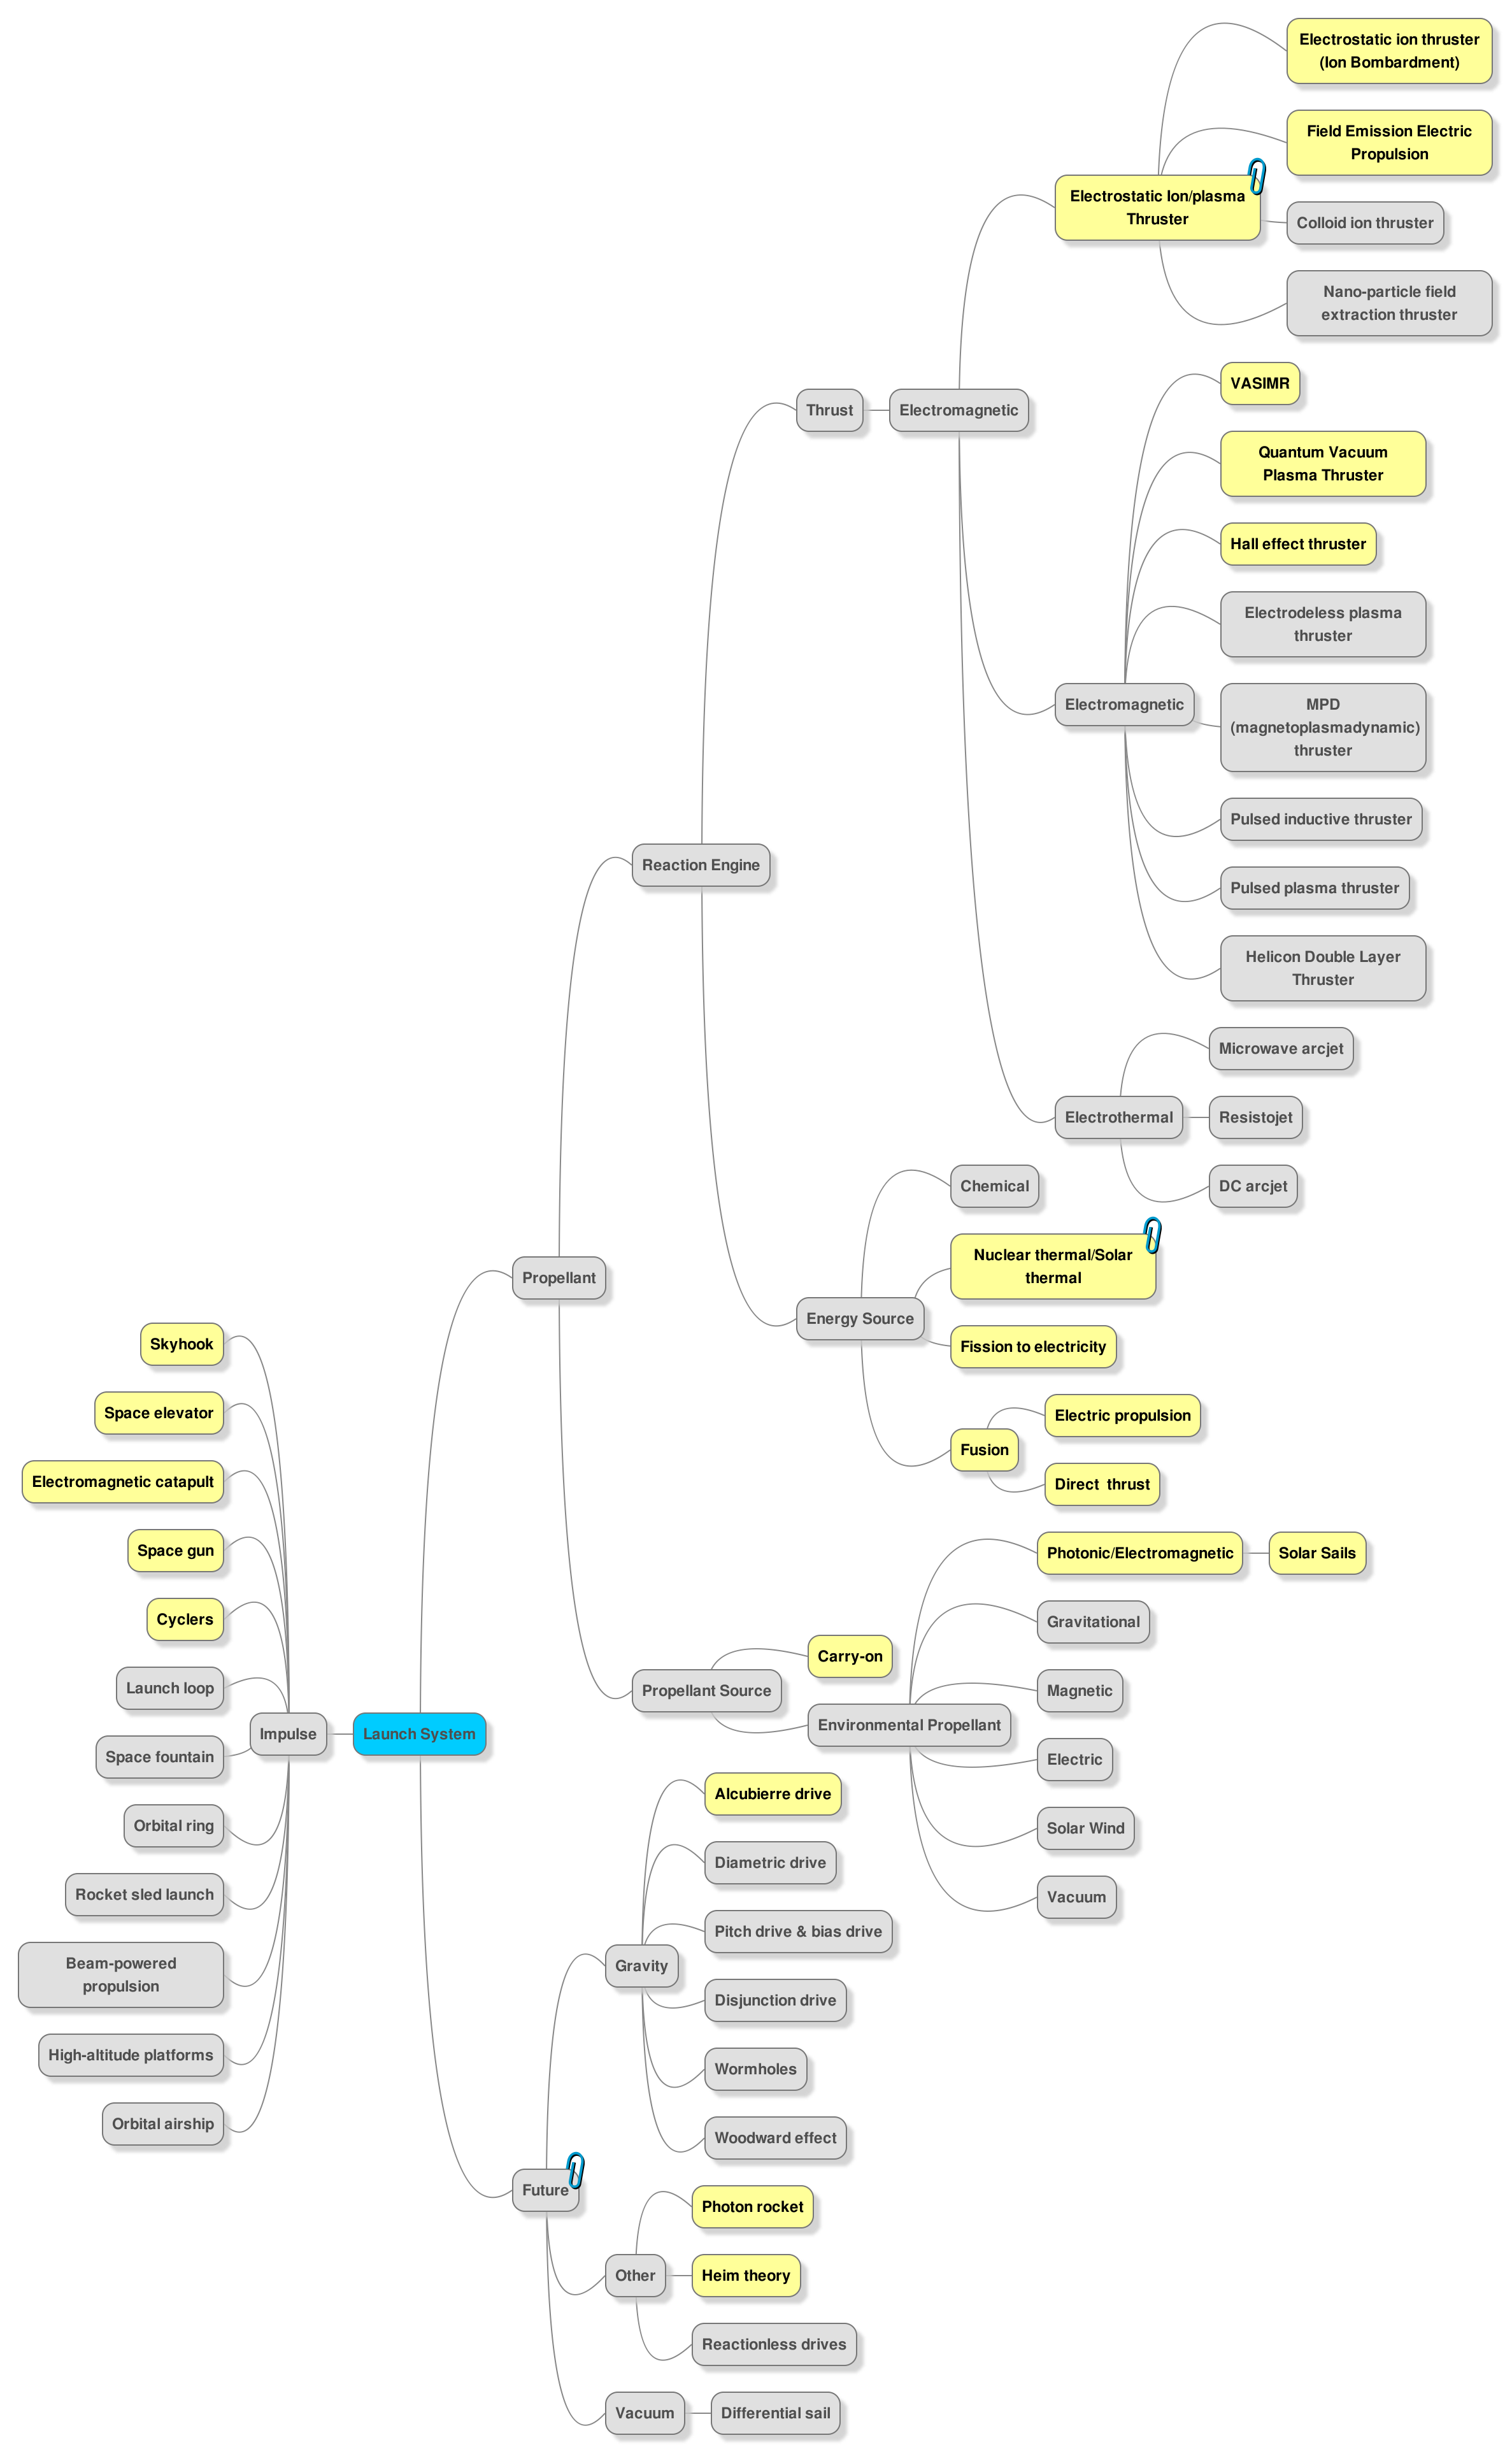 Electrostatic ion thruster
(Ion Bombardment)
Field Emission Electric
Propulsion
Electrostatic Ion/plasma
Thruster
Colloid ion thruster
Nano-particle field
extraction thruster
VASIMR
Thrust
Electromagnetic
Quantum Vacuum
Plasma Thruster
Hall effect thruster
Electrodeless plasma
thruster
Electromagnetic
MPD
(magnetoplasmadynamic)
thruster
Pulsed inductive thruster
Reaction Engine
Pulsed plasma thruster
Helicon Double Layer
Thruster
Microwave arcjet
Electrothermal
Resistojet
DC arcjet
Chemical
Nuclear thermal/Solar
thermal
Propellant
Energy Source
Fission to electricity
Fusion
Electric propulsion
Direct  thrust
Skyhook
Space elevator
Electromagnetic catapult
Space gun
Cyclers
Launch loop
Impulse
Launch System
Space fountain
Orbital ring
Rocket sled launch
Beam-powered
propulsion
High-altitude platforms
Orbital airship
Photonic/Electromagnetic
Solar Sails
Gravitational
Carry-on
Propellant Source
Magnetic
Environmental Propellant
Electric
Solar Wind
Vacuum
Alcubierre drive
Diametric drive
Pitch drive & bias drive
Gravity
Disjunction drive
Wormholes
Woodward effect
Future
Photon rocket
Other
Heim theory
Reactionless drives
Vacuum
Differential sail